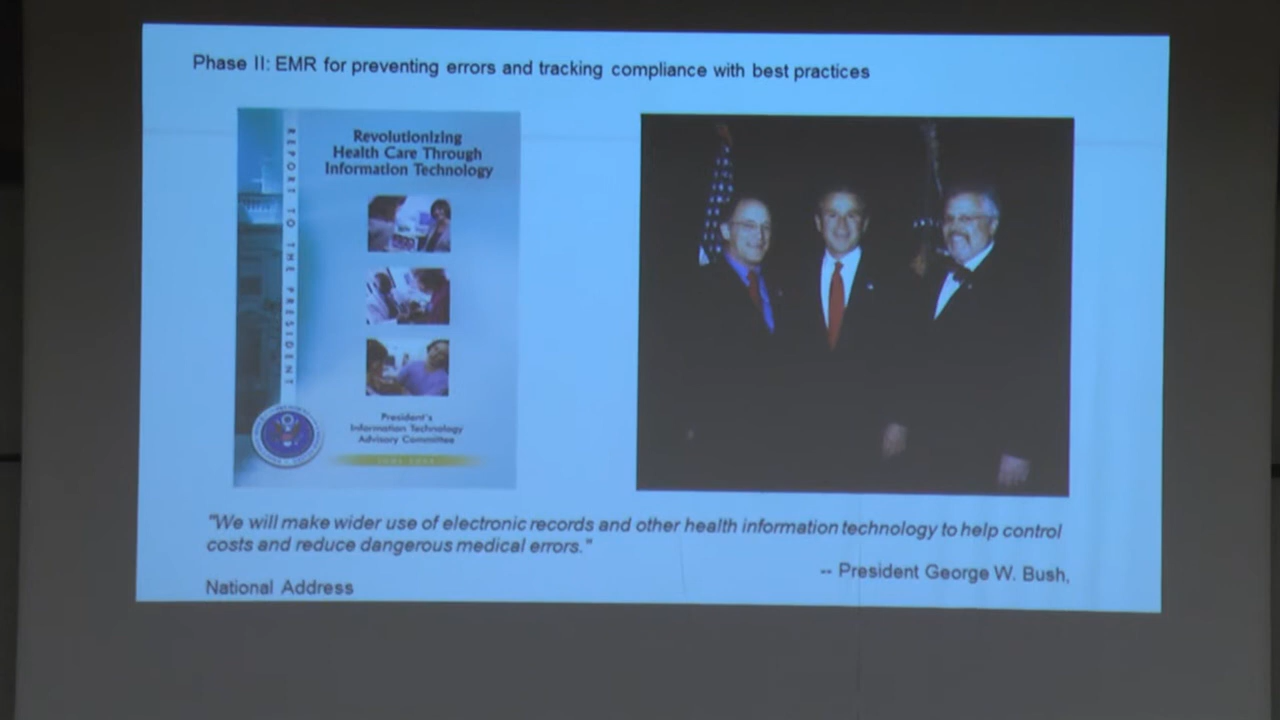 Phase II: EMR for preventing errors and tracking compliance with best practices
REPORT TO THE PRESIDENT
Revolutionizing
Health Care Through
Information Technology
President's
Information Technology
Advisory Committee
"We will make wider use of electronic records and other health information technology to help control
costs and reduce dangerous medical errors."
-- President George W. Bush,
National Address